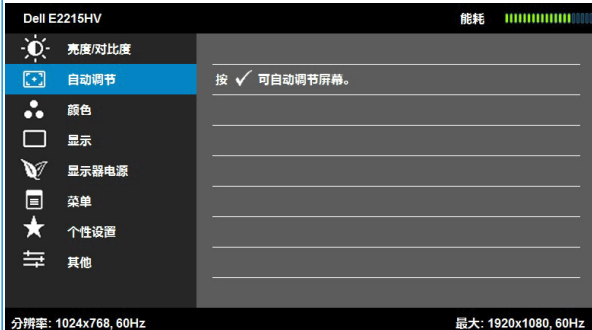 Dell E2215HV 能耗
亮度/对比度
自动调节 按 ✓ 可自动调节屏幕。
颜色
显示
显示器电源
菜单
个性设置
其他
分辨率: 1024x768, 60Hz 最大: 1920x1080, 60Hz